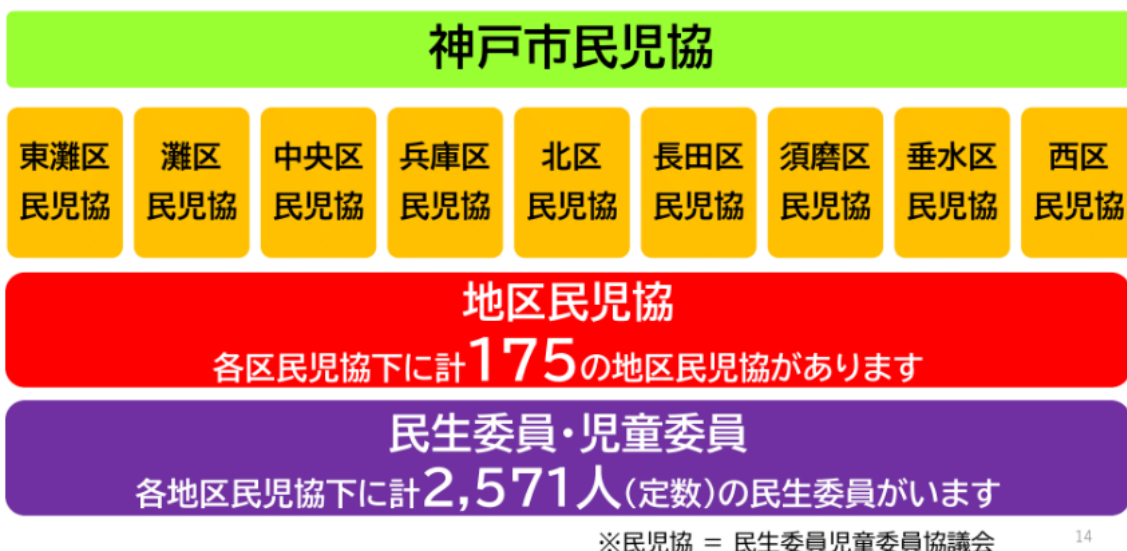 神戸市民児協
東灘区
民児協
灘区
民児協
中央区
民児協
兵庫区
民児協
北区
民児協
長田区
民児協
須磨区
民児協
垂水区
民児協
西区
民児協
地区民児協
各区民児協下に計175の地区民児協があります
民生委員・児童委員
各地区民児協下に計2,571人(定数)の民生委員がいます
※民児協 = 民生委員児童委員協議会
14